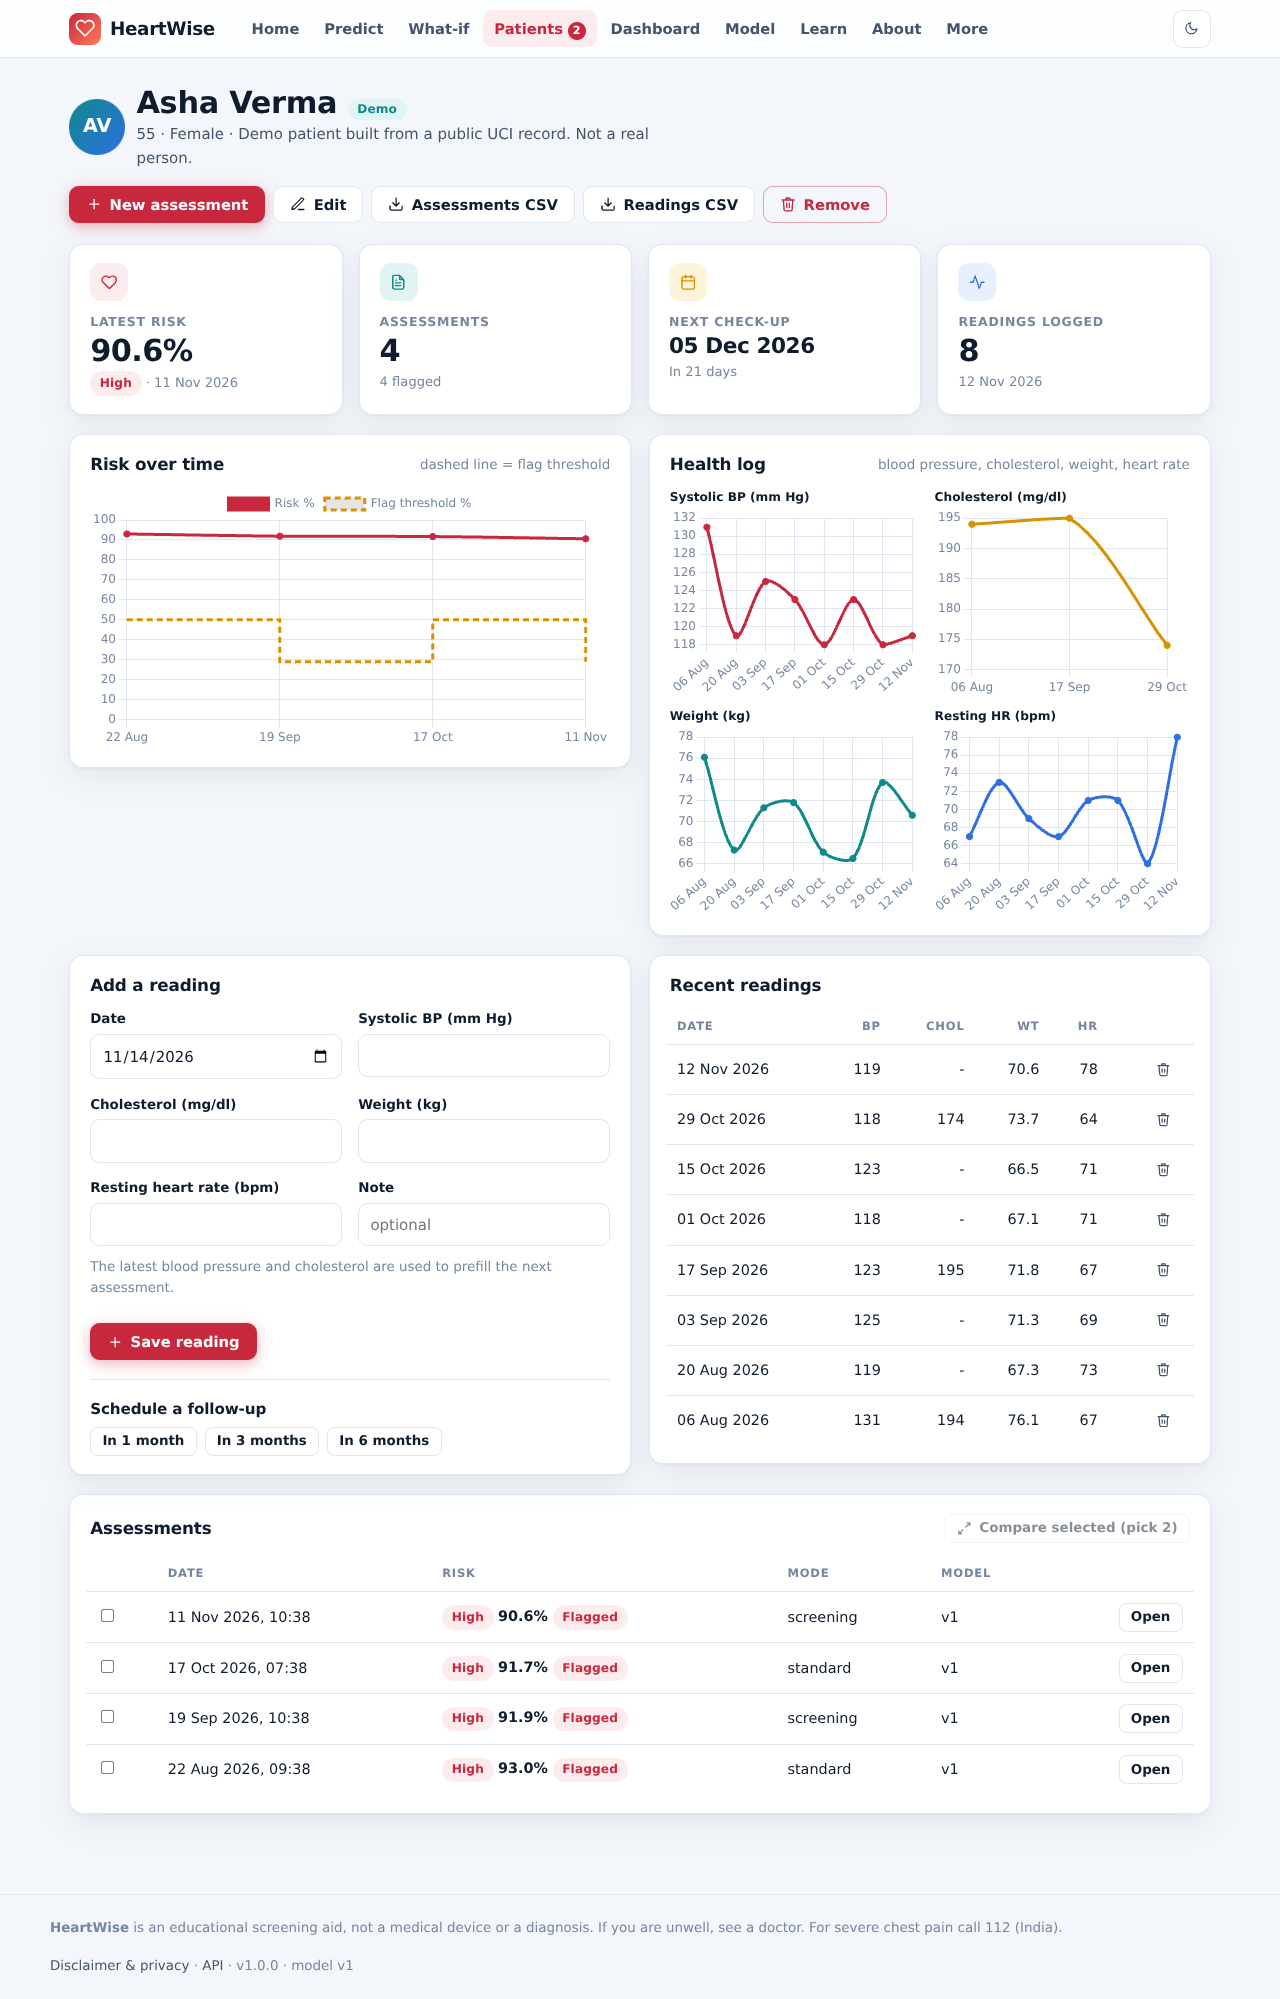 HeartWise Home Predict What-if Patients 2 Dashboard Model Learn About More
AV
Asha Verma Demo
55 · Female · Demo patient built from a public UCI record. Not a real
person.
New assessment Edit Assessments CSV Readings CSV Remove
LATEST RISK
90.6%
High · 11 Nov 2026
ASSESSMENTS
4
4 flagged
NEXT CHECK-UP
05 Dec 2026
In 21 days
READINGS LOGGED
8
12 Nov 2026
Risk over time dashed line = flag threshold
Risk % Flag threshold %
100
90
80
70
60
50
40
30
20
10
0
22 Aug 19 Sep 17 Oct 11 Nov
Health log blood pressure, cholesterol, weight, heart rate
Systolic BP (mm Hg)
132
130
128
126
124
122
120
118
06 Aug 20 Aug 03 Sep 17 Sep 01 Oct 15 Oct 29 Oct 12 Nov
Cholesterol (mg/dl)
195
190
185
180
175
170
06 Aug 17 Sep 29 Oct
Weight (kg)
78
76
74
72
70
68
66
06 Aug 20 Aug 03 Sep 17 Sep 01 Oct 15 Oct 29 Oct 12 Nov
Resting HR (bpm)
78
76
74
72
70
68
66
64
06 Aug 20 Aug 03 Sep 17 Sep 01 Oct 15 Oct 29 Oct 12 Nov
Add a reading
Date Systolic BP (mm Hg)
11/14/2026
Cholesterol (mg/dl) Weight (kg)
Resting heart rate (bpm) Note
optional
The latest blood pressure and cholesterol are used to prefill the next
assessment.
Save reading
Schedule a follow-up
In 1 month In 3 months In 6 months
Recent readings
DATE BP CHOL WT HR
12 Nov 2026 119 - 70.6 78
29 Oct 2026 118 174 73.7 64
15 Oct 2026 123 - 66.5 71
01 Oct 2026 118 - 67.1 71
17 Sep 2026 123 195 71.8 67
03 Sep 2026 125 - 71.3 69
20 Aug 2026 119 - 67.3 73
06 Aug 2026 131 194 76.1 67
Assessments Compare selected (pick 2)
DATE RISK MODE MODEL
11 Nov 2026, 10:38 High 90.6% Flagged screening v1 Open
17 Oct 2026, 07:38 High 91.7% Flagged standard v1 Open
19 Sep 2026, 10:38 High 91.9% Flagged screening v1 Open
22 Aug 2026, 09:38 High 93.0% Flagged standard v1 Open
HeartWise is an educational screening aid, not a medical device or a diagnosis. If you are unwell, see a doctor. For severe chest pain call 112 (India).
Disclaimer & privacy · API · v1.0.0 · model v1